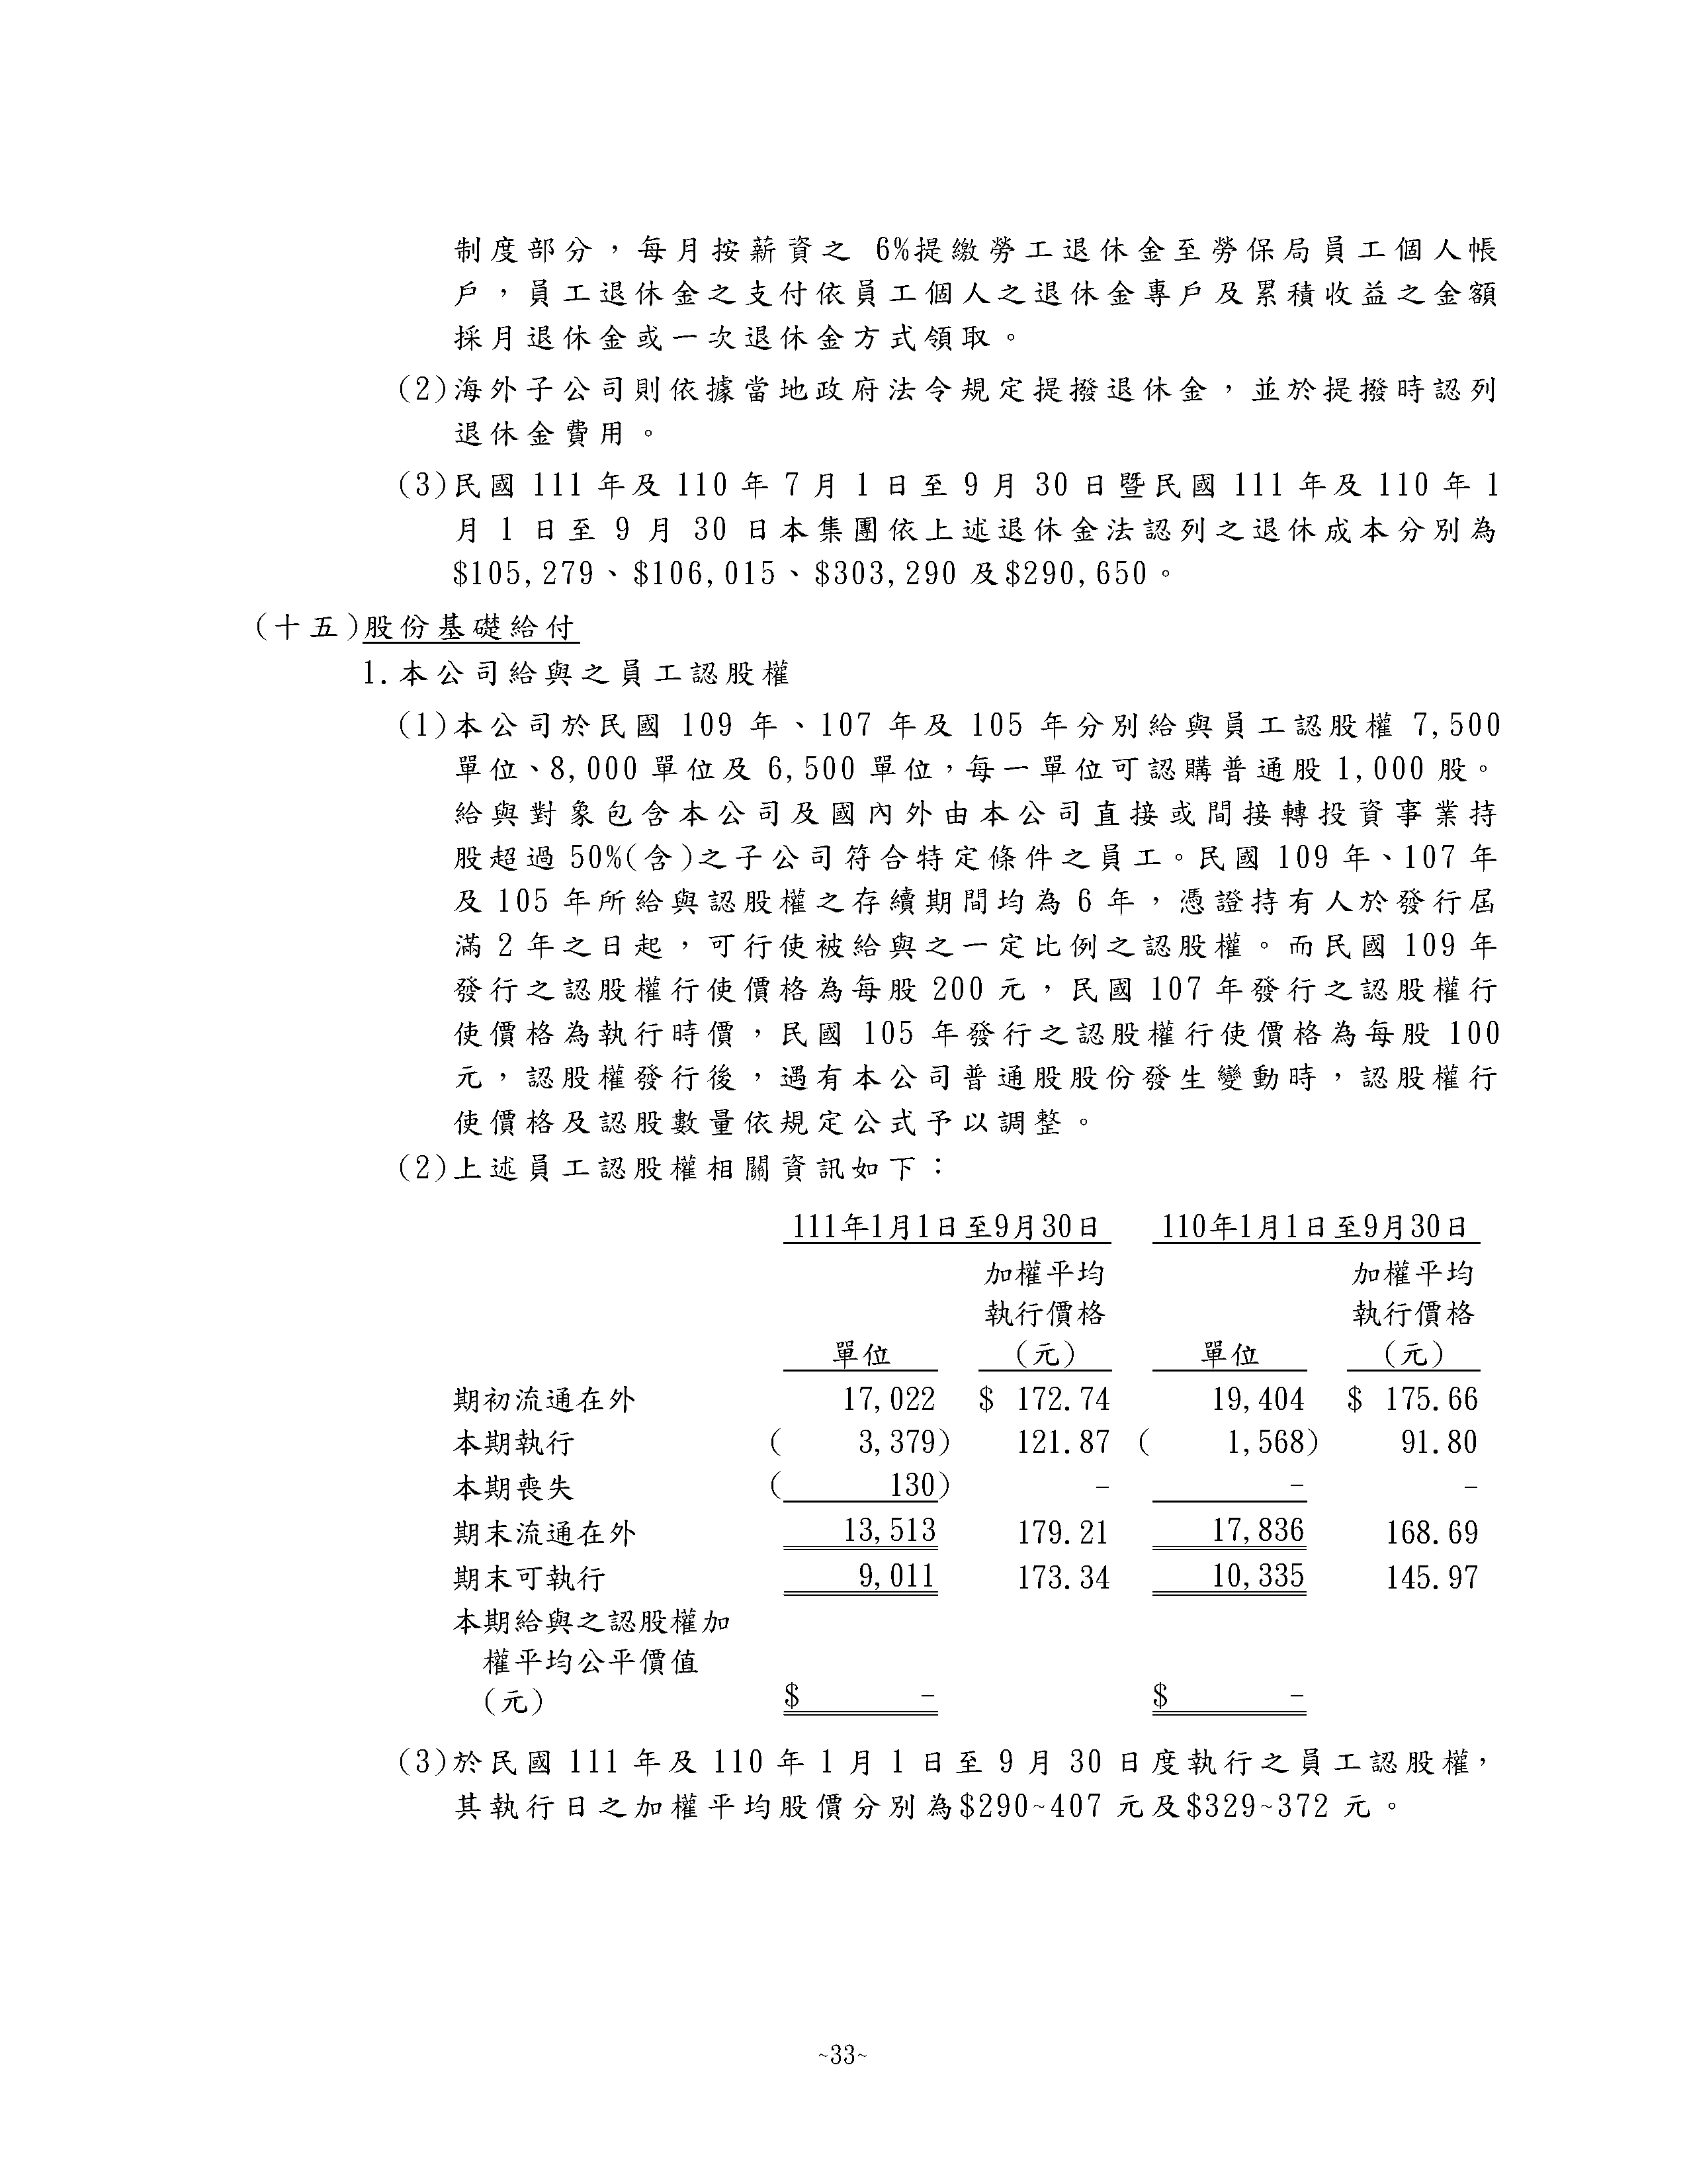 制度部分，每月按薪資之 6%提繳勞工退休金至勞保局員工個人帳
戶，員工退休金之支付依員工個人之退休金專戶及累積收益之金額
採月退休金或一次退休金方式領取。
(2)海外子公司則依據當地政府法令規定提撥退休金，並於提撥時認列
退休金費用。
(3)民國 111 年及 110 年 7 月 1 日至 9 月 30 日暨民國 111 年及 110 年 1
月 1 日至 9 月 30 日本集團依上述退休金法認列之退休成本分別為
$105,279、$106,015、$303,290 及$290,650。
(十五)股份基礎給付
1.本公司給與之員工認股權
(1)本公司於民國 109 年、107 年及 105 年分別給與員工認股權 7,500
單位、8,000 單位及 6,500 單位，每一單位可認購普通股 1,000 股。
給與對象包含本公司及國內外由本公司直接或間接轉投資事業持
股超過 50%(含)之子公司符合特定條件之員工。民國 109 年、107 年
及 105 年所給與認股權之存續期間均為 6 年，憑證持有人於發行屆
滿 2 年之日起，可行使被給與之一定比例之認股權。而民國 109 年
發行之認股權行使價格為每股 200 元，民國 107 年發行之認股權行
使價格為執行時價，民國 105 年發行之認股權行使價格為每股 100
元，認股權發行後，遇有本公司普通股股份發生變動時，認股權行
使價格及認股數量依規定公式予以調整。
(2)上述員工認股權相關資訊如下：
111年1月1日至9月30日 110年1月1日至9月30日
加權平均 加權平均
執行價格 執行價格
單位 (元) 單位 (元)
期初流通在外 17,022 $ 172.74 19,404 $ 175.66
本期執行 ( 3,379) 121.87 ( 1,568) 91.80
本期喪失 ( 130) - - -
期末流通在外 13,513 179.21 17,836 168.69
期末可執行 9,011 173.34 10,335 145.97
本期給與之認股權加
權平均公平價值
(元) $ - $ -
(3)於民國 111 年及 110 年 1 月 1 日至 9 月 30 日度執行之員工認股權，
其執行日之加權平均股價分別為$290~407 元及$329~372 元。
~33~